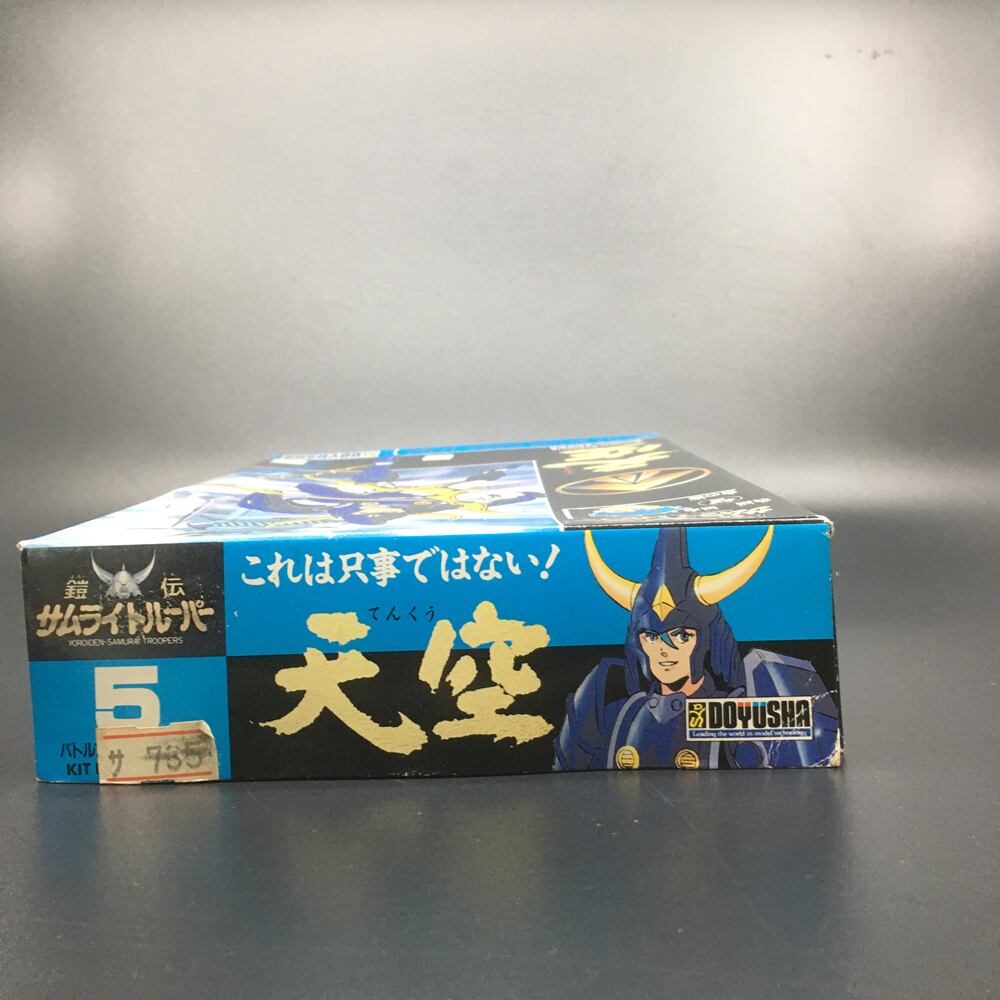 鎧伝
サムライトルーパー
YOROIDEN-SAMURAI TROOPERS
5
バトル
KIT
サ 735
これは只事ではない!
てんくう
天空
DOYUSHA
Leading the world in model technology